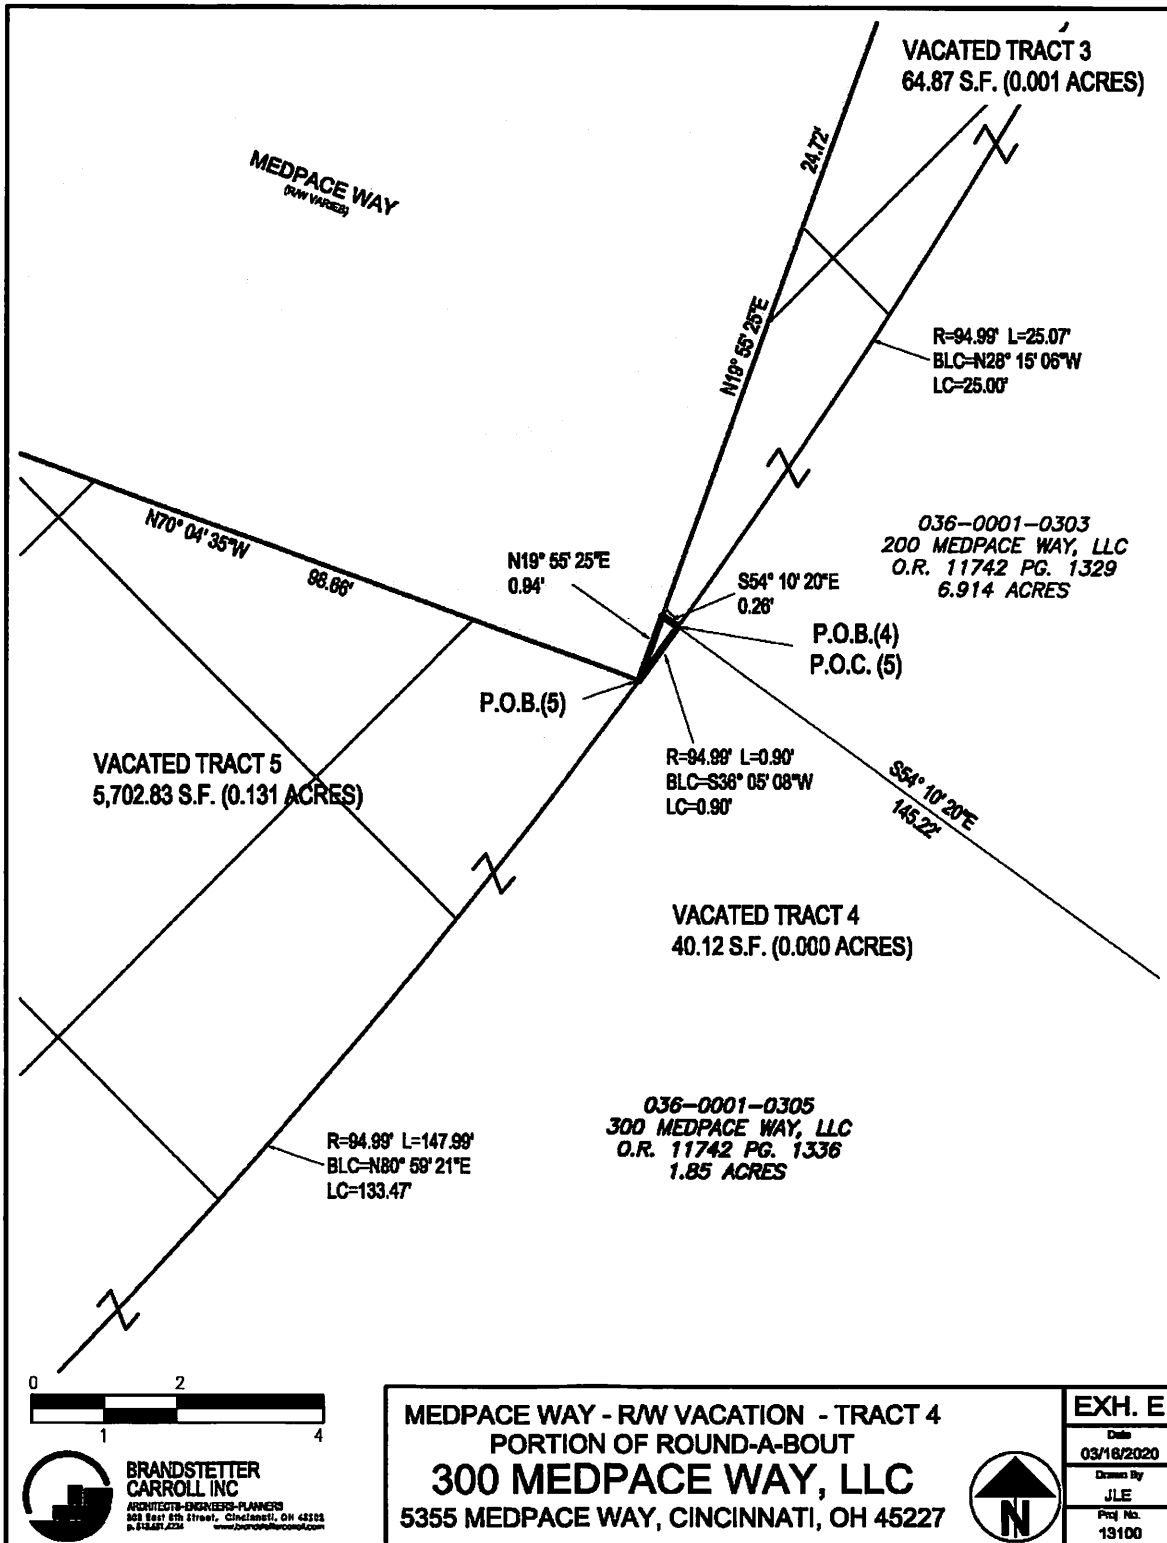 VACATED TRACT 3
64.87 S.F. (0.001 ACRES)
24.72'
MEDPACE WAY
(R/W VARIES)
N19° 55' 25"E
R=94.99' L=25.07'
BLC=N28° 15' 06"W
LC=25.00'
N70° 04' 35"W
98.66'
036-0001-0303
200 MEDPACE WAY, LLC
O.R. 11742 PG. 1329
6.914 ACRES
N19° 55' 25"E
0.94'
S54° 10' 20"E
0.26'
P.O.B.(4)
P.O.C. (5)
P.O.B.(5)
VACATED TRACT 5
5,702.83 S.F. (0.131 ACRES)
R=94.99' L=0.90'
BLC=S36° 05' 08"W
LC=0.90'
S54° 10' 20"E
145.22'
VACATED TRACT 4
40.12 S.F. (0.000 ACRES)
036-0001-0305
300 MEDPACE WAY, LLC
O.R. 11742 PG. 1336
1.85 ACRES
R=94.99' L=147.99'
BLC=N80° 59' 21"E
LC=133.47'
0 2
1 4
BRANDSTETTER
CARROLL INC
ARCHITECTS-ENGINEERS-PLANNERS
East 8th Street, Cincinnati, OH
MEDPACE WAY - R/W VACATION - TRACT 4
PORTION OF ROUND-A-BOUT
300 MEDPACE WAY, LLC
5355 MEDPACE WAY, CINCINNATI, OH 45227
N
EXH. E
Date
03/16/2020
Drawn By
JLE
Proj. No.
13100